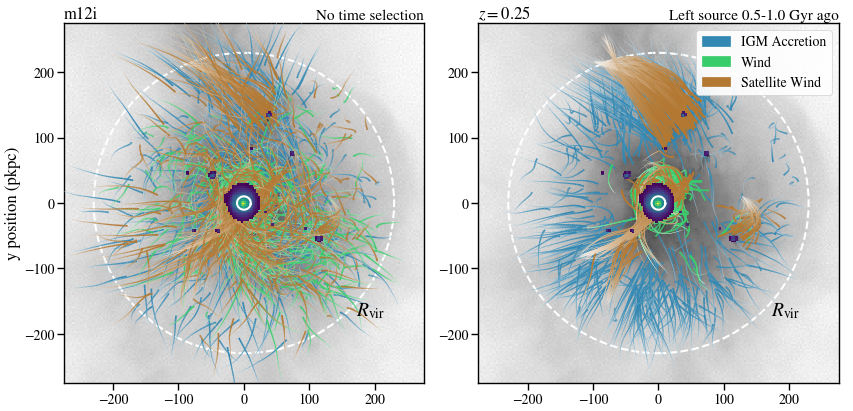 m12i
No time selection
z = 0.25
Left source 0.5-1.0 Gyr ago
IGM Accretion
Wind
Satellite Wind
y position (pkpc)
200
100
0
−100
−200
R_vir
−200
−100
0
100
200
200
100
0
−100
−200
R_vir
−200
−100
0
100
200